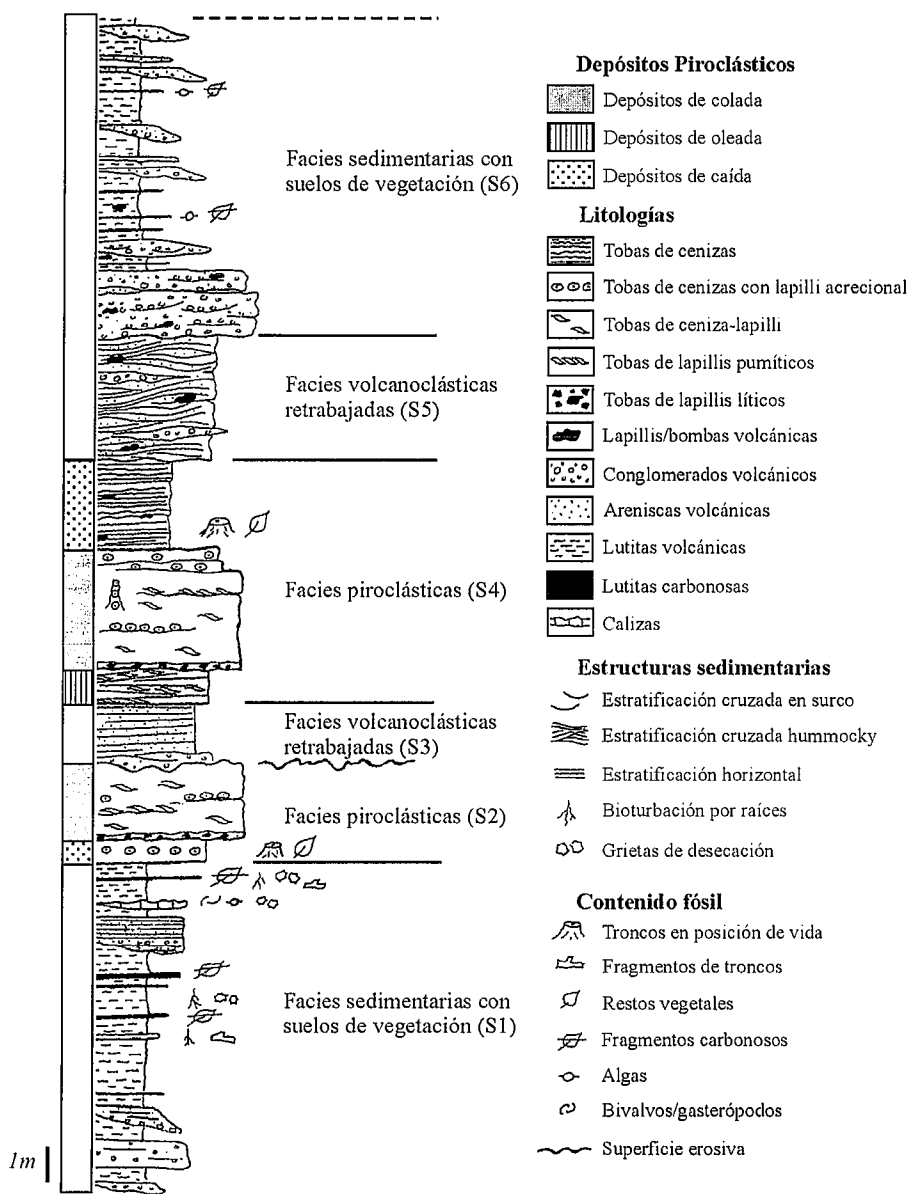 Facies sedimentarias con
suelos de vegetación (S6)
Facies volcanoclásticas
retrabajadas (S5)
Facies piroclásticas (S4)
Facies volcanoclásticas
retrabajadas (S3)
Facies piroclásticas (S2)
Facies sedimentarias con
suelos de vegetación (S1)
1m
Depósitos Piroclásticos
Depósitos de colada
Depósitos de oleada
Depósitos de caída
Litologías
Tobas de cenizas
Tobas de cenizas con lapilli acrecional
Tobas de ceniza-lapilli
Tobas de lapillis pumíticos
Tobas de lapillis líticos
Lapillis/bombas volcánicas
Conglomerados volcánicos
Areniscas volcánicas
Lutitas volcánicas
Lutitas carbonosas
Calizas
Estructuras sedimentarias
Estratificación cruzada en surco
Estratificación cruzada hummocky
Estratificación horizontal
Bioturbación por raíces
Grietas de desecación
Contenido fósil
Troncos en posición de vida
Fragmentos de troncos
Restos vegetales
Fragmentos carbonosos
Algas
Bivalvos/gasterópodos
Superficie erosiva